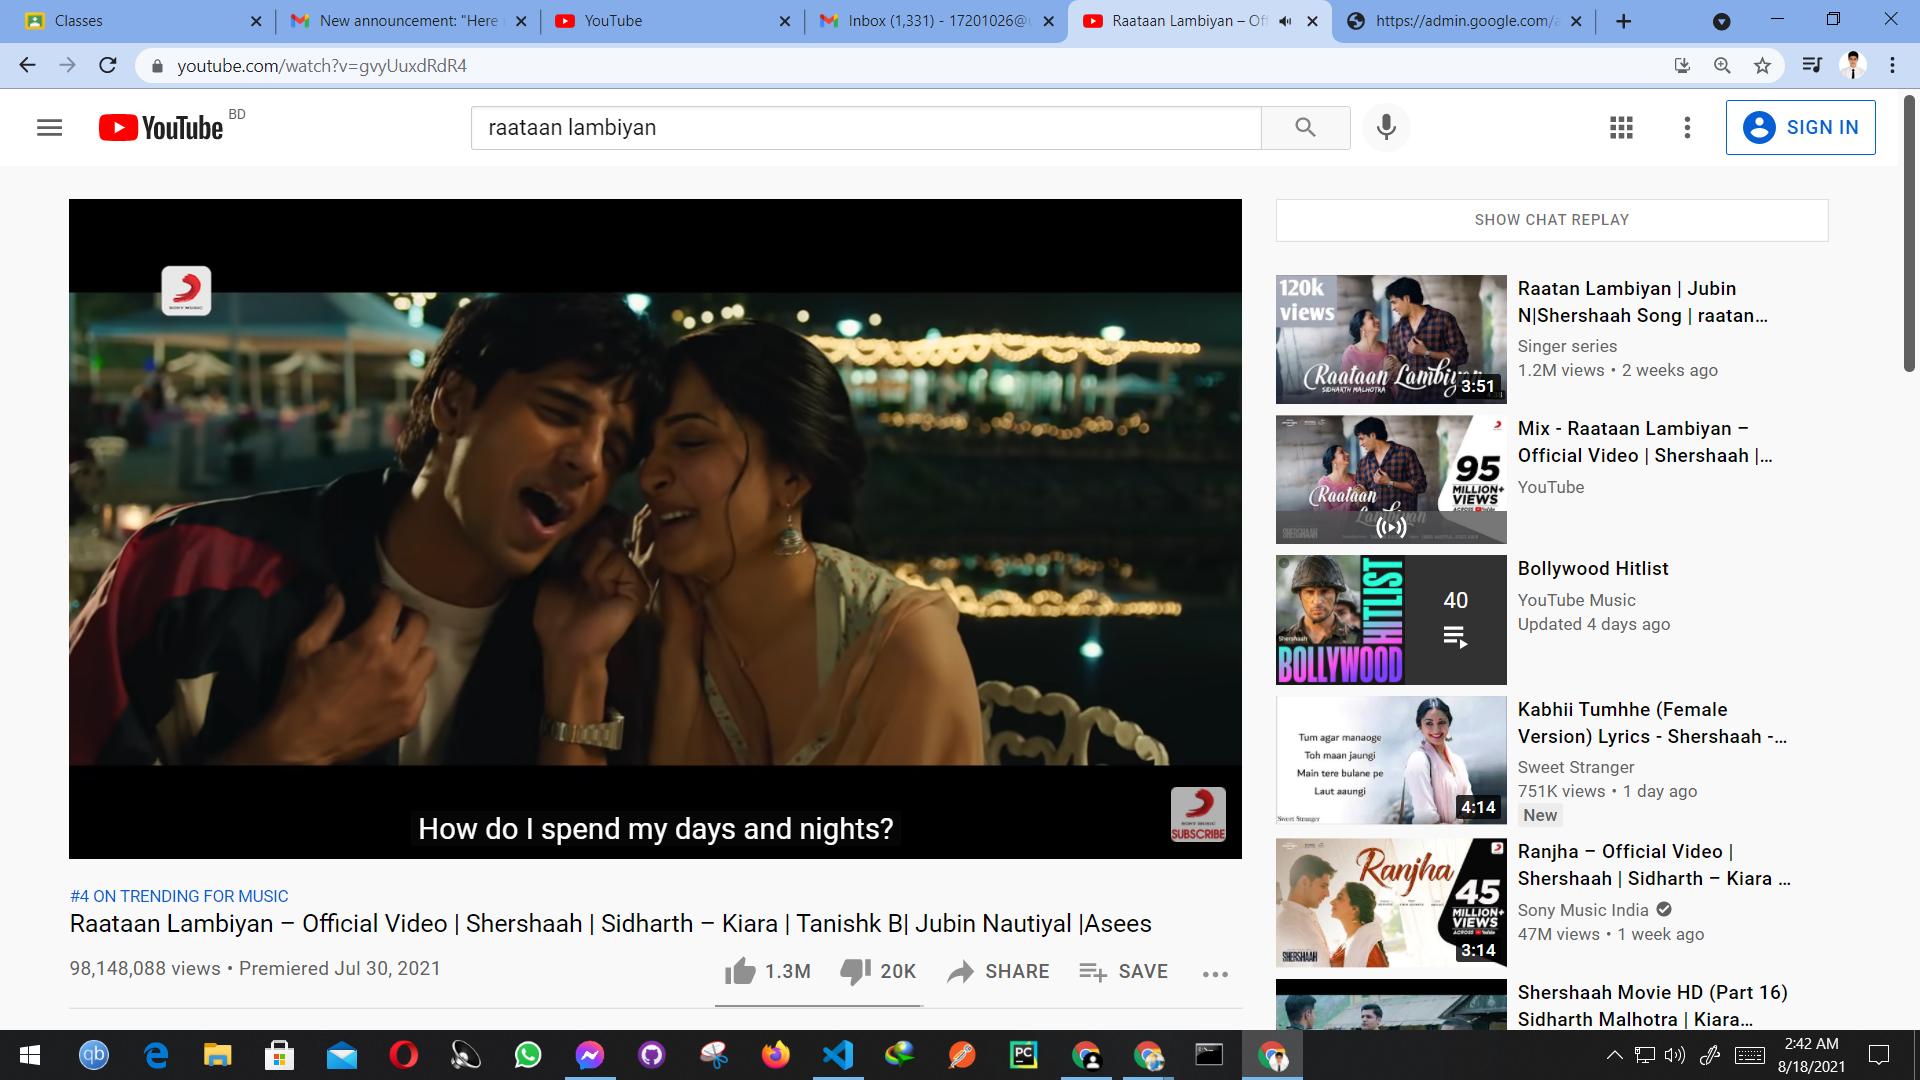 Classes
New announcement: "Here
YouTube
Inbox (1,331) - 17201026@
Raataan Lambiyan – Of
https://admin.google.com/a
youtube.com/watch?v=gvyUuxdRdR4
YouTube BD
raataan lambiyan
SIGN IN
SHOW CHAT REPLAY
SONY MUSIC
How do I spend my days and nights?
SONY MUSIC
SUBSCRIBE
#4 ON TRENDING FOR MUSIC
Raataan Lambiyan – Official Video | Shershaah | Sidharth – Kiara | Tanishk B| Jubin Nautiyal |Asees
98,148,088 views • Premiered Jul 30, 2021
1.3M 20K SHARE SAVE
120k
views
Raataan Lambiyan
SIDHARTH MALHOTRA
3:51
Raatan Lambiyan | Jubin
N|Shershaah Song | raatan...
Singer series
1.2M views • 2 weeks ago
Raataan
Lambiyan
95
MILLION+
VIEWS
SHERSHAAH
Mix - Raataan Lambiyan –
Official Video | Shershaah |...
YouTube
Shershaah
BOLLYWOOD
HITLIST
40
Bollywood Hitlist
YouTube Music
Updated 4 days ago
Tum agar manaoge
Toh maan jaungi
Main tere bulane pe
Laut aaungi
Sweet Stranger
4:14
Kabhii Tumhhe (Female
Version) Lyrics - Shershaah -...
Sweet Stranger
751K views • 1 day ago
New
Ranjha
45
MILLION+
VIEWS
ACROSS YouTube
SHERSHAAH
3:14
Ranjha – Official Video |
Shershaah | Sidharth – Kiara ...
Sony Music India
47M views • 1 week ago
Shershaah Movie HD (Part 16)
Sidharth Malhotra | Kiara...
qb
PC
2:42 AM
8/18/2021